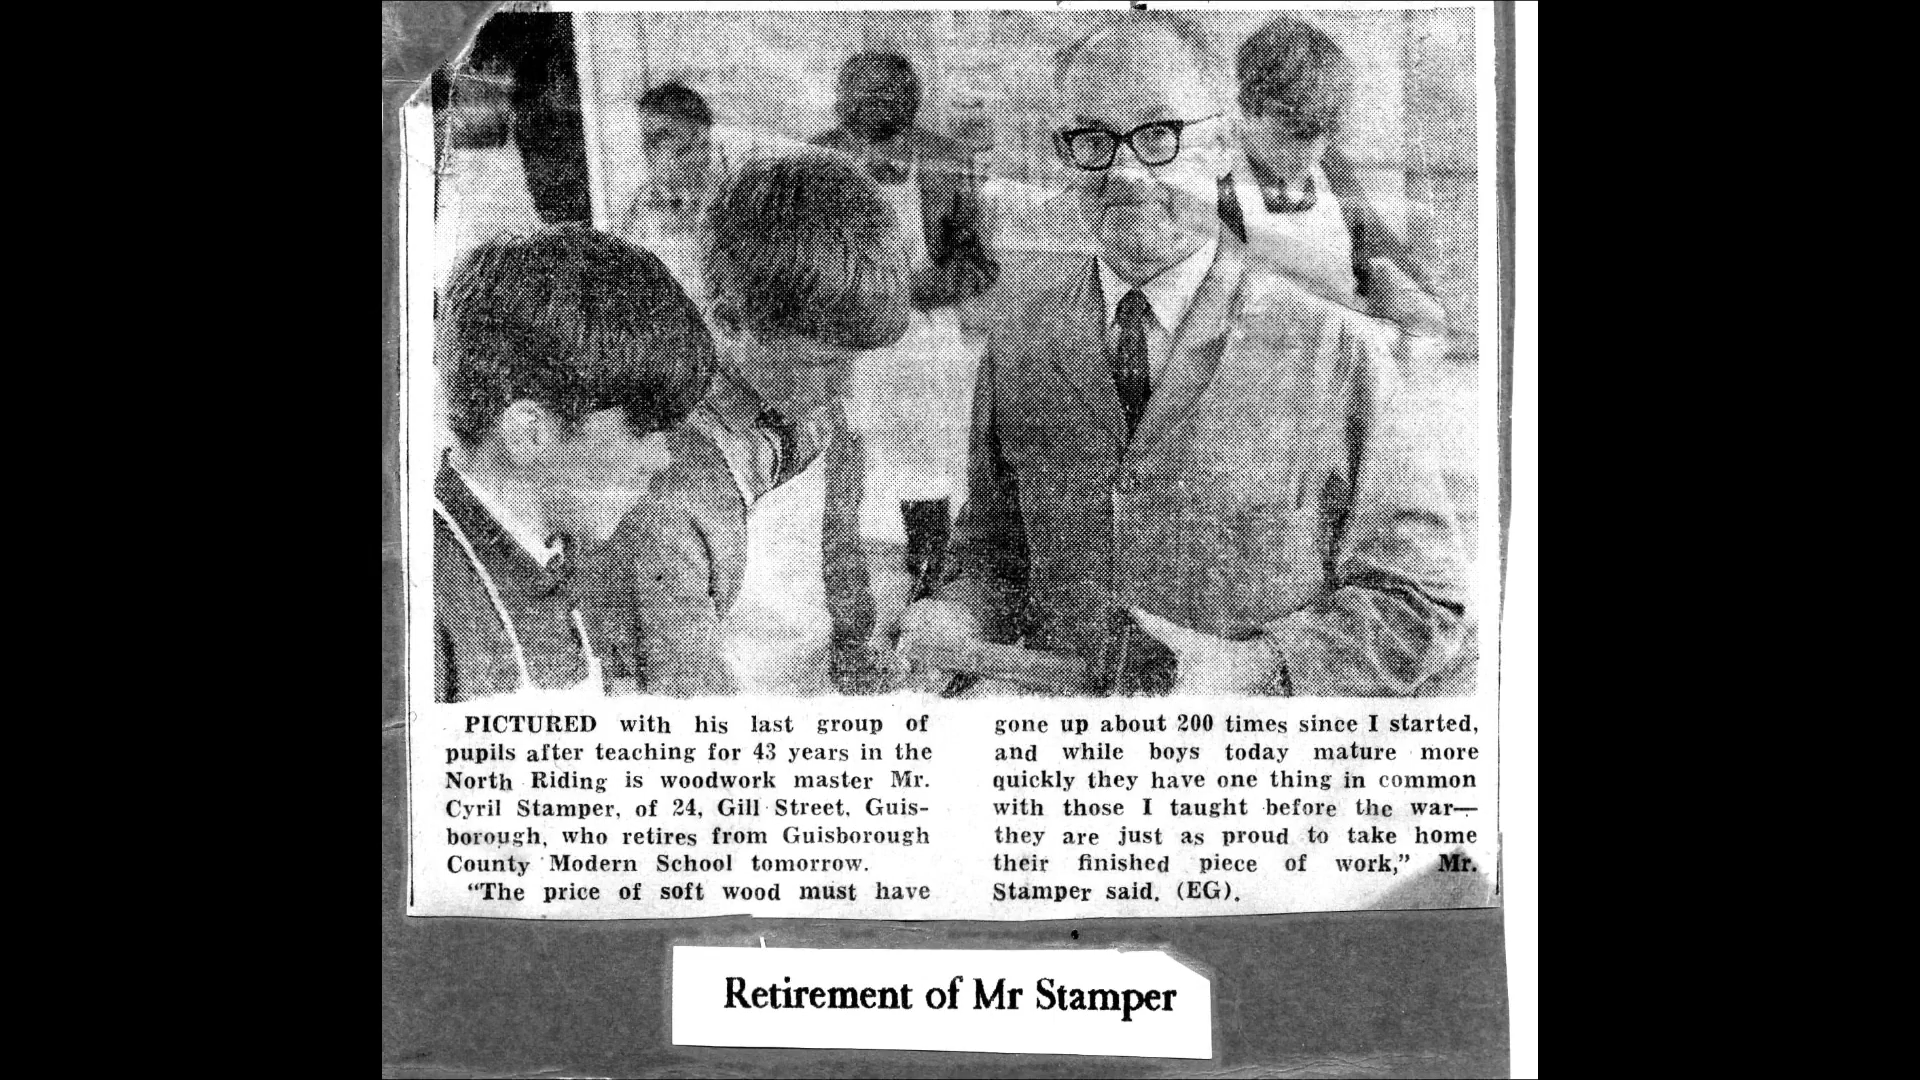 PICTURED with his last group of
pupils after teaching for 43 years in the
North Riding is woodwork master Mr.
Cyril Stamper, of 24, Gill Street, Guis-
borough, who retires from Guisborough
County Modern School tomorrow.
"The price of soft wood must have
gone up about 200 times since I started,
and while boys today mature more
quickly they have one thing in common
with those I taught before the war—
they are just as proud to take home
their finished piece of work," Mr.
Stamper said. (EG).
Retirement of Mr Stamper